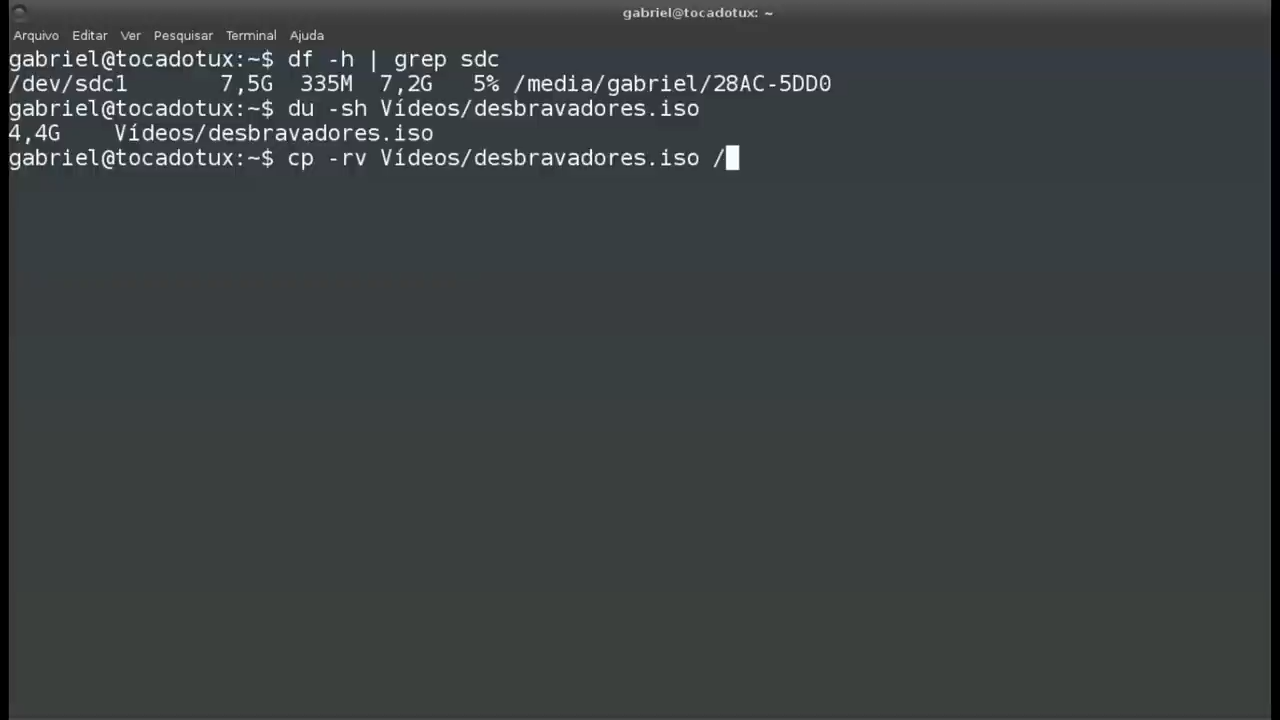 gabriel@tocadotux: ~
Arquivo Editar Ver Pesquisar Terminal Ajuda
gabriel@tocadotux:~$ df -h | grep sdc
/dev/sdc1 7,5G 335M 7,2G 5% /media/gabriel/28AC-5DD0
gabriel@tocadotux:~$ du -sh Vídeos/desbravadores.iso
4,4G Vídeos/desbravadores.iso
gabriel@tocadotux:~$ cp -rv Vídeos/desbravadores.iso /